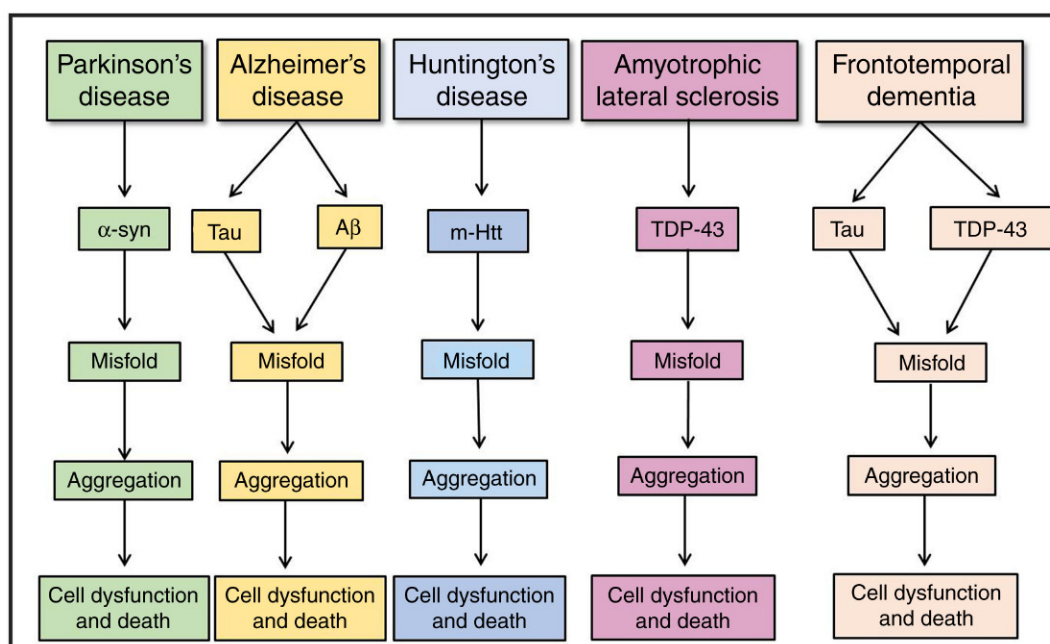 Parkinson's
disease
Alzheimer's
disease
Huntington's
disease
Amyotrophic
lateral sclerosis
Frontotemporal
dementia
α-syn
Tau
Aβ
m-Htt
TDP-43
Tau
TDP-43
Misfold
Misfold
Misfold
Misfold
Misfold
Aggregation
Aggregation
Aggregation
Aggregation
Aggregation
Cell dysfunction
and death
Cell dysfunction
and death
Cell dysfunction
and death
Cell dysfunction
and death
Cell dysfunction
and death